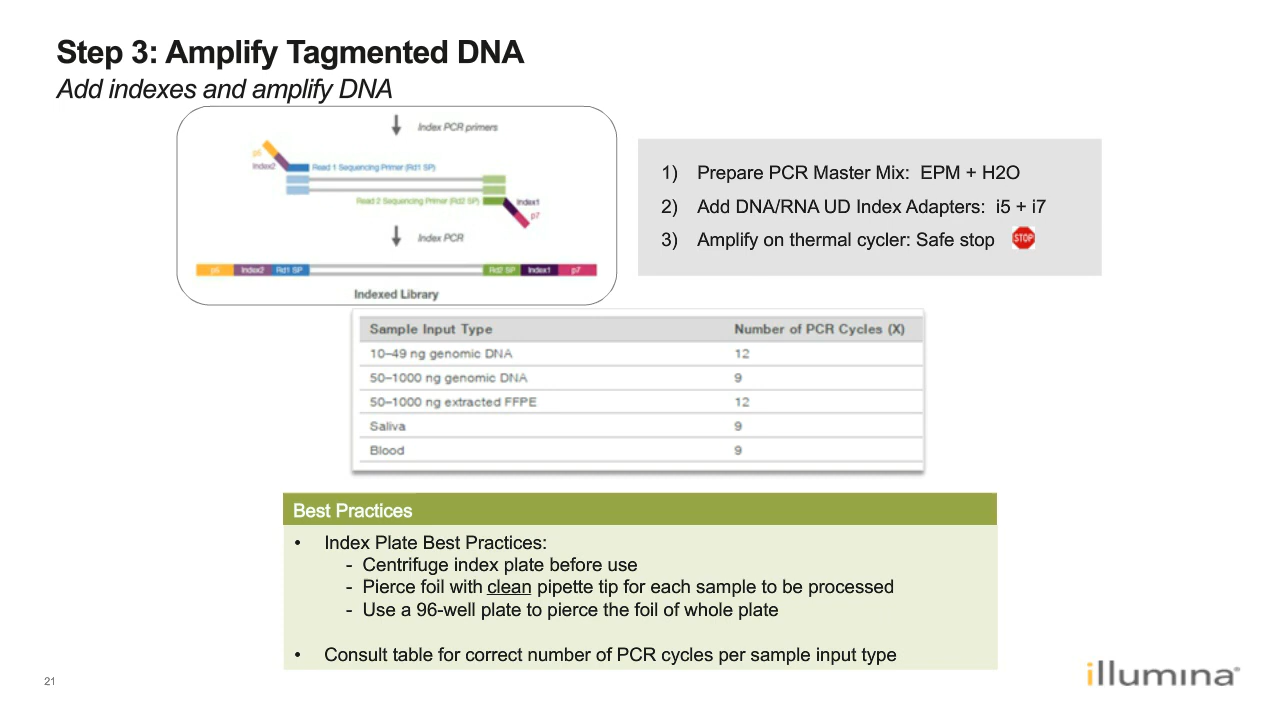 Step 3: Amplify Tagmented DNA
Add indexes and amplify DNA
Index PCR primers
p5
Index2
Read 1 Sequencing Primer (Rd1 SP)
Read 2 Sequencing Primer (Rd2 SP)
Index1
p7
Index PCR
p5 Index2 Rd1 SP Rd2 SP Index1 p7
Indexed Library
1) Prepare PCR Master Mix: EPM + H2O
2) Add DNA/RNA UD Index Adapters: i5 + i7
3) Amplify on thermal cycler: Safe stop STOP
Sample Input Type Number of PCR Cycles (X)
10–49 ng genomic DNA 12
50–1000 ng genomic DNA 9
50–1000 ng extracted FFPE 12
Saliva 9
Blood 9
Best Practices
• Index Plate Best Practices:
- Centrifuge index plate before use
- Pierce foil with clean pipette tip for each sample to be processed
- Use a 96-well plate to pierce the foil of whole plate
• Consult table for correct number of PCR cycles per sample input type
21
illumina®